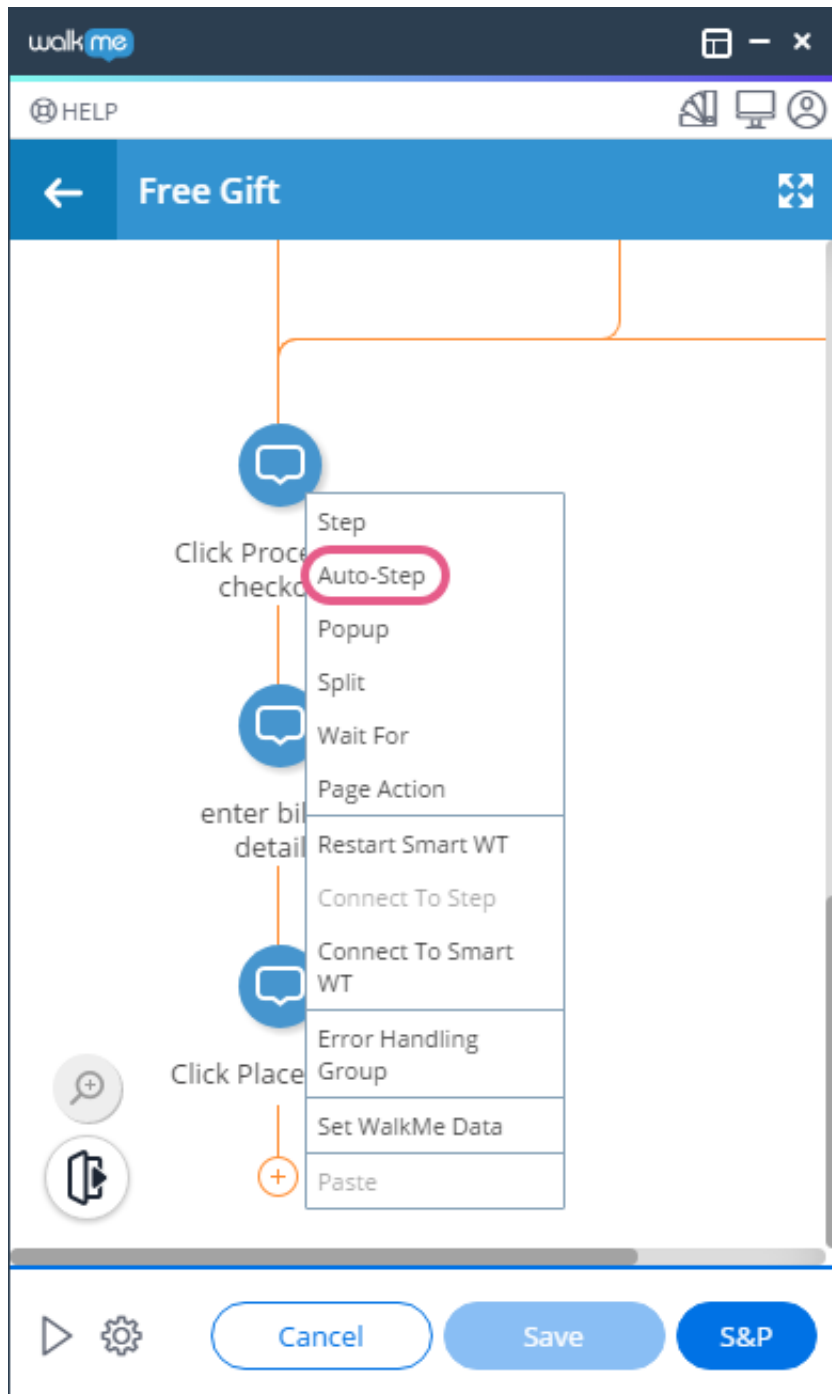 walkme
HELP
Free Gift
Click Proce
checko
enter bil
detail
Click Place
Step
Auto-Step
Popup
Split
Wait For
Page Action
Restart Smart WT
Connect To Step
Connect To Smart
WT
Error Handling
Group
Set WalkMe Data
Paste
Cancel
Save
S&P